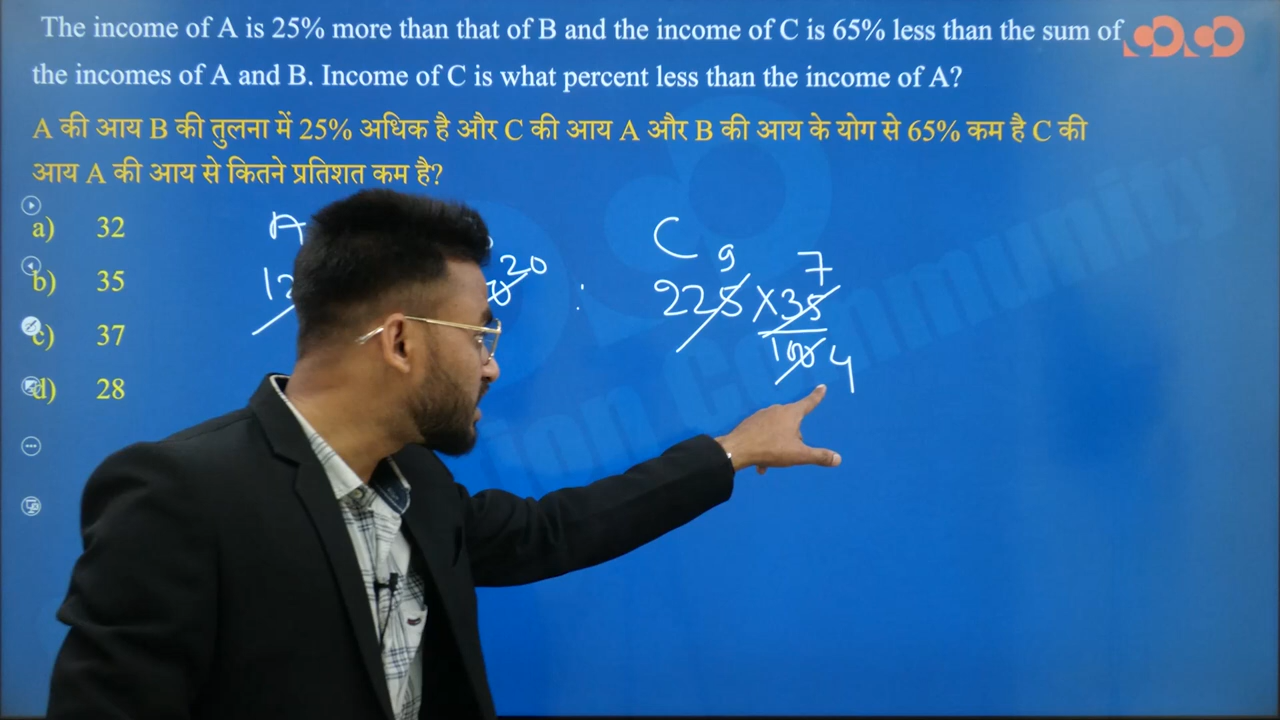 The income of A is 25% more than that of B and the income of C is 65% less than the sum of
the incomes of A and B. Income of C is what percent less than the income of A?
A की आय B की तुलना में 25% अधिक है और C की आय A और B की आय के योग से 65% कम है C की
आय A की आय से कितने प्रतिशत कम है?
a) 32
b) 35
c) 37
d) 28
A C
9 7
20
12 : 225 X 35
100 4
Community